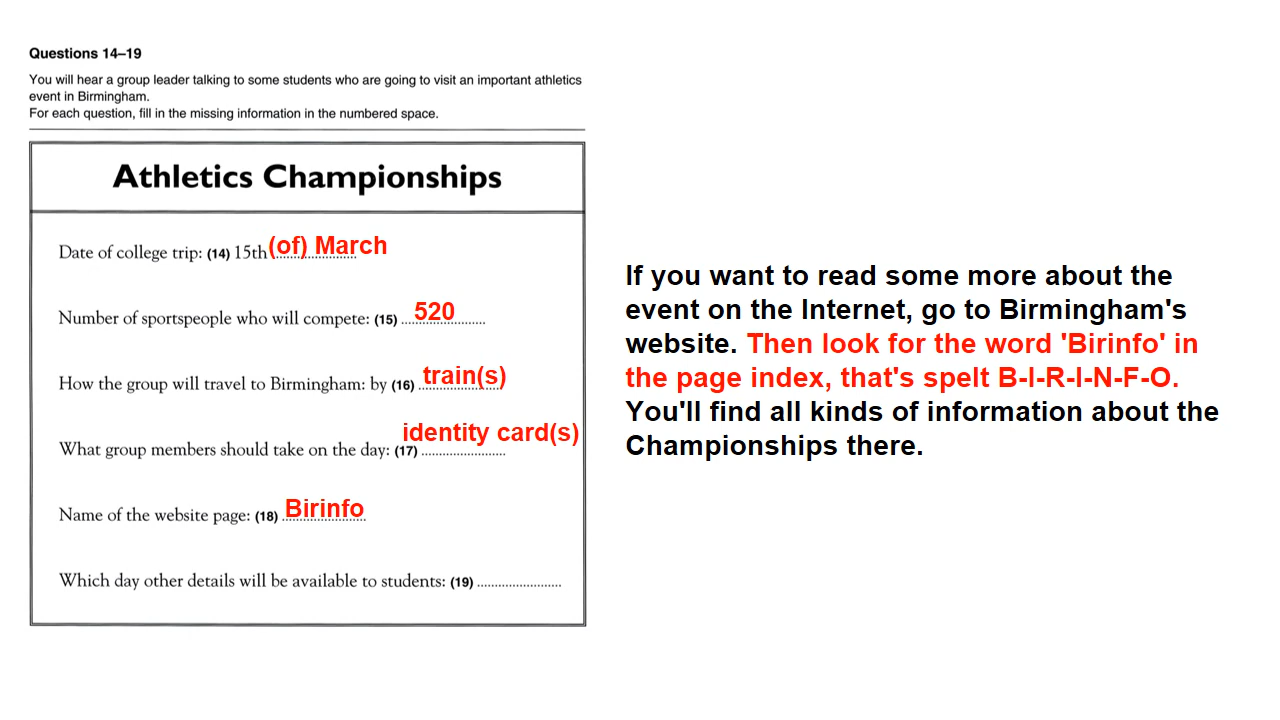 Questions 14–19
You will hear a group leader talking to some students who are going to visit an important athletics
event in Birmingham.
For each question, fill in the missing information in the numbered space.
Athletics Championships
Date of college trip: (14) 15th (of) March
Number of sportspeople who will compete: (15) 520
How the group will travel to Birmingham: by (16) train(s)
What group members should take on the day: (17) identity card(s)
Name of the website page: (18) Birinfo
Which day other details will be available to students: (19) ........................
If you want to read some more about the
event on the Internet, go to Birmingham's
website. Then look for the word 'Birinfo' in
the page index, that's spelt B-I-R-I-N-F-O.
You'll find all kinds of information about the
Championships there.